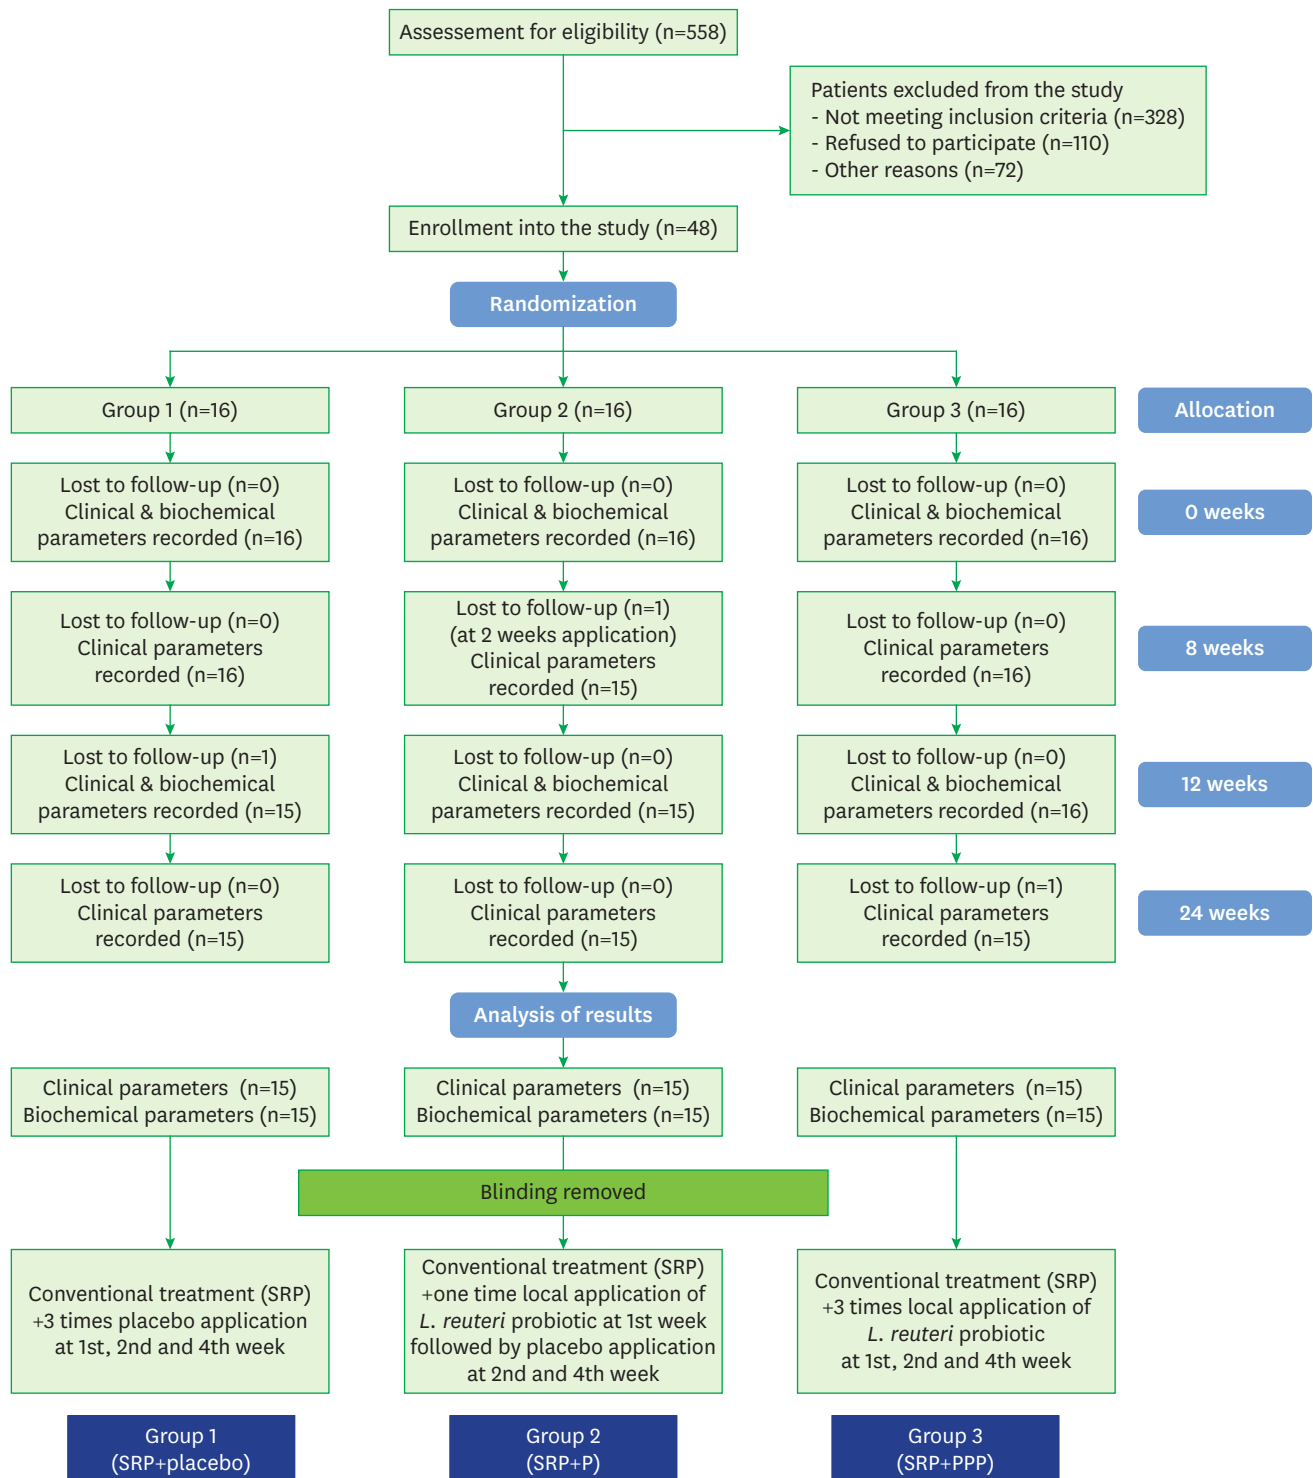 Assessement for eligibility (n=558)
Patients excluded from the study
- Not meeting inclusion criteria (n=328)
- Refused to participate (n=110)
- Other reasons (n=72)
Enrollment into the study (n=48)
Randomization
Group 1 (n=16)
Group 2 (n=16)
Group 3 (n=16)
Allocation
Lost to follow-up (n=0)
Clinical & biochemical
parameters recorded (n=16)
Lost to follow-up (n=0)
Clinical & biochemical
parameters recorded (n=16)
Lost to follow-up (n=0)
Clinical & biochemical
parameters recorded (n=16)
0 weeks
Lost to follow-up (n=0)
Clinical parameters
recorded (n=16)
Lost to follow-up (n=1)
(at 2 weeks application)
Clinical parameters
recorded (n=15)
Lost to follow-up (n=0)
Clinical parameters
recorded (n=16)
8 weeks
Lost to follow-up (n=1)
Clinical & biochemical
parameters recorded (n=15)
Lost to follow-up (n=0)
Clinical & biochemical
parameters recorded (n=15)
Lost to follow-up (n=0)
Clinical & biochemical
parameters recorded (n=16)
12 weeks
Lost to follow-up (n=0)
Clinical parameters
recorded (n=15)
Lost to follow-up (n=0)
Clinical parameters
recorded (n=15)
Lost to follow-up (n=1)
Clinical parameters
recorded (n=15)
24 weeks
Analysis of results
Clinical parameters (n=15)
Biochemical parameters (n=15)
Clinical parameters (n=15)
Biochemical parameters (n=15)
Clinical parameters (n=15)
Biochemical parameters (n=15)
Blinding removed
Conventional treatment (SRP)
+3 times placebo application
at 1st, 2nd and 4th week
Conventional treatment (SRP)
+one time local application of
L. reuteri probiotic at 1st week
followed by placebo application
at 2nd and 4th week
Conventional treatment (SRP)
+3 times local application of
L. reuteri probiotic
at 1st, 2nd and 4th week
Group 1
(SRP+placebo)
Group 2
(SRP+P)
Group 3
(SRP+PPP)